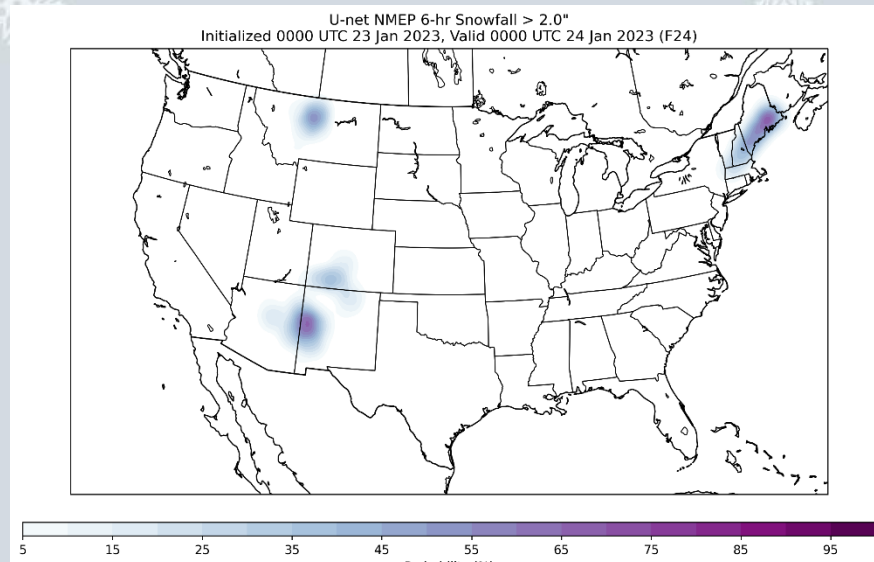 U-net NMEP 6-hr Snowfall > 2.0"
Initialized 0000 UTC 23 Jan 2023, Valid 0000 UTC 24 Jan 2023 (F24)
5 15 25 35 45 55 65 75 85 95